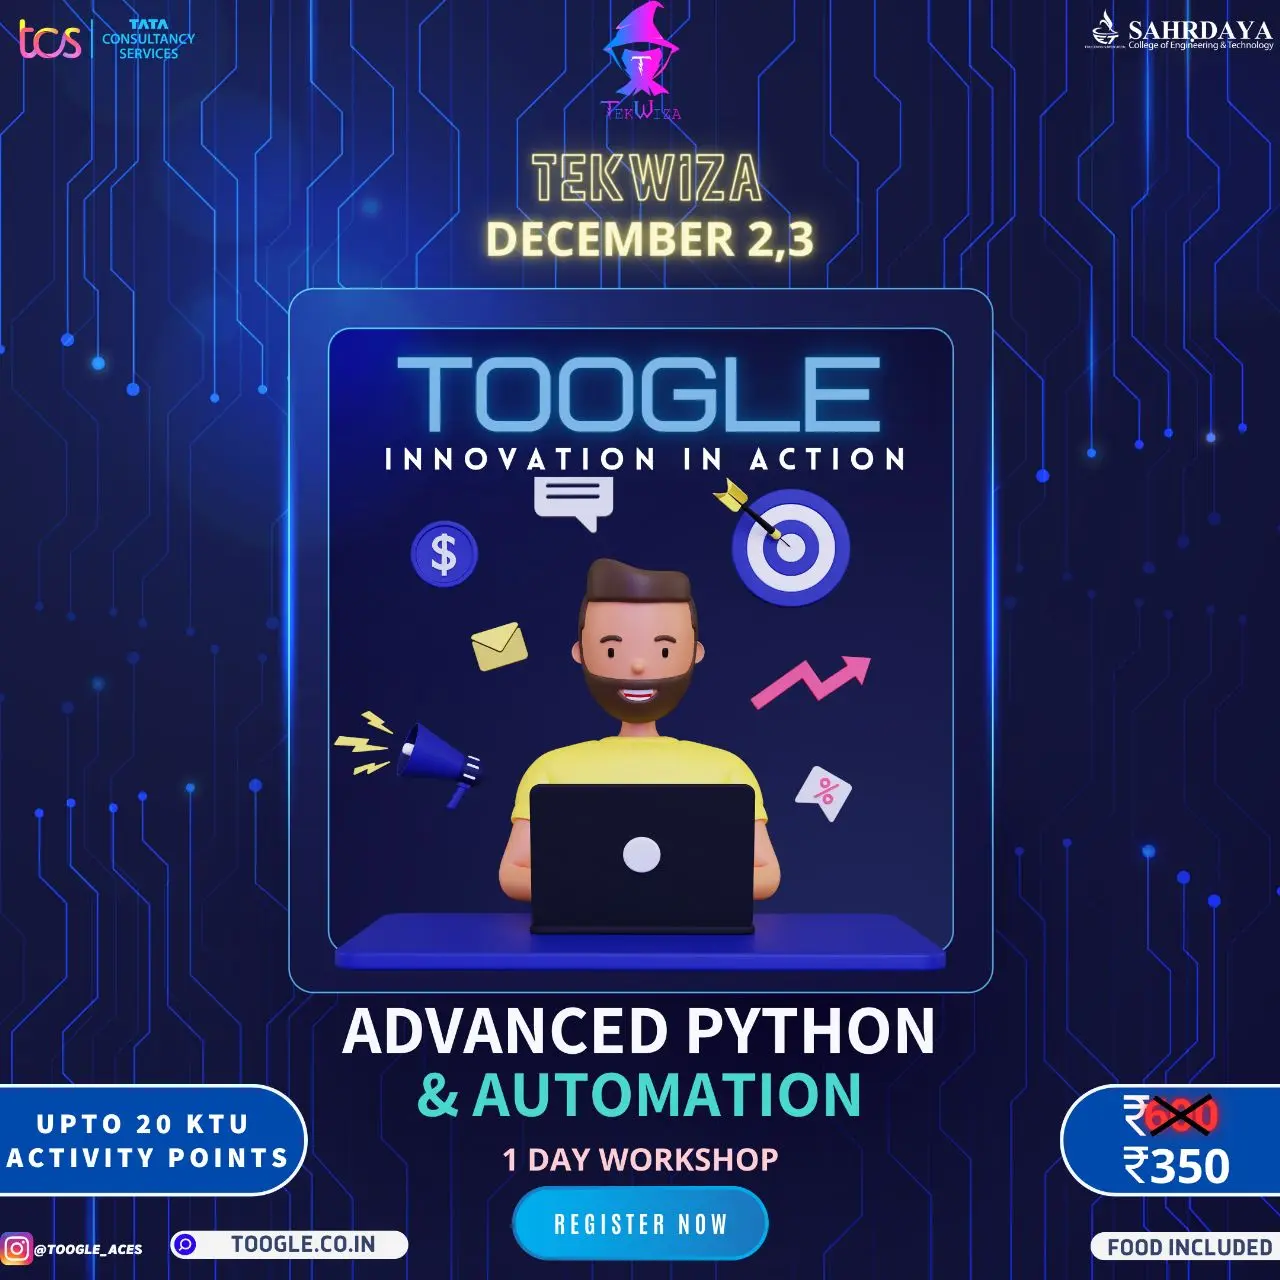 tcs
TATA
CONSULTANCY
SERVICES
T
TEKWIZA
SAHRDAYA
College of Engineering & Technology
TEKWIZA
DECEMBER 2,3
TOOGLE
INNOVATION IN ACTION
$
%
ADVANCED PYTHON
& AUTOMATION
1 DAY WORKSHOP
REGISTER NOW
UPTO 20 KTU
ACTIVITY POINTS
@TOOGLE_ACES
TOOGLE.CO.IN
₹600
₹350
FOOD INCLUDED